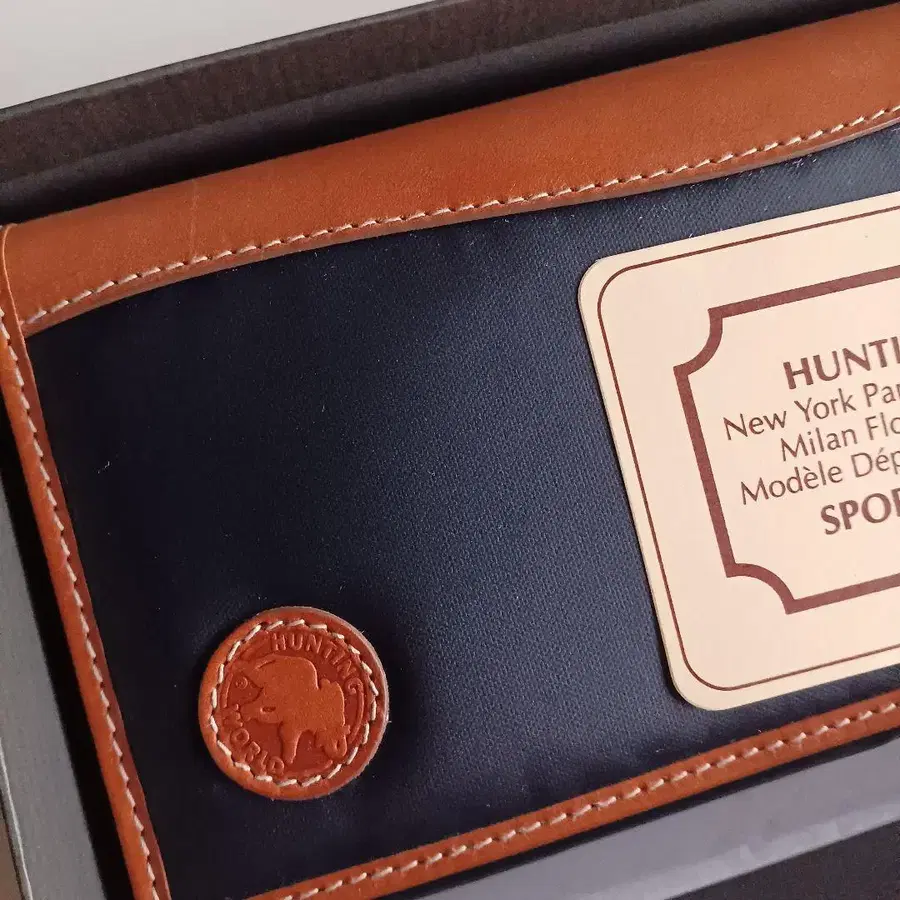 HUNTING
WORLD
HUNTI
New York Par
Milan Flo
Modèle Dép
SPOR